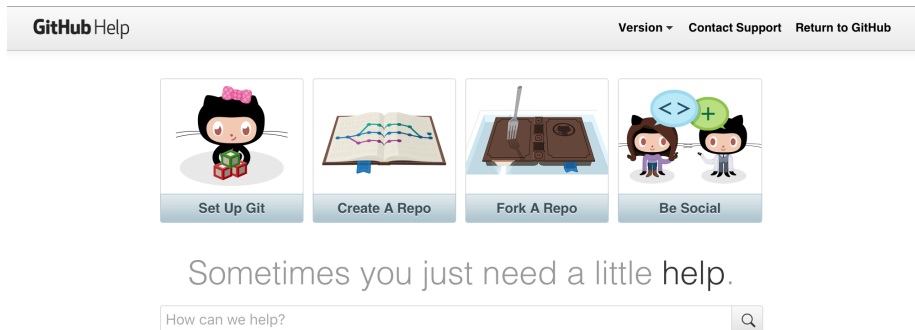 GitHub Help
Version Contact Support Return to GitHub
<>
+
Set Up Git
Create A Repo
Fork A Repo
Be Social
Sometimes you just need a little help.
How can we help?